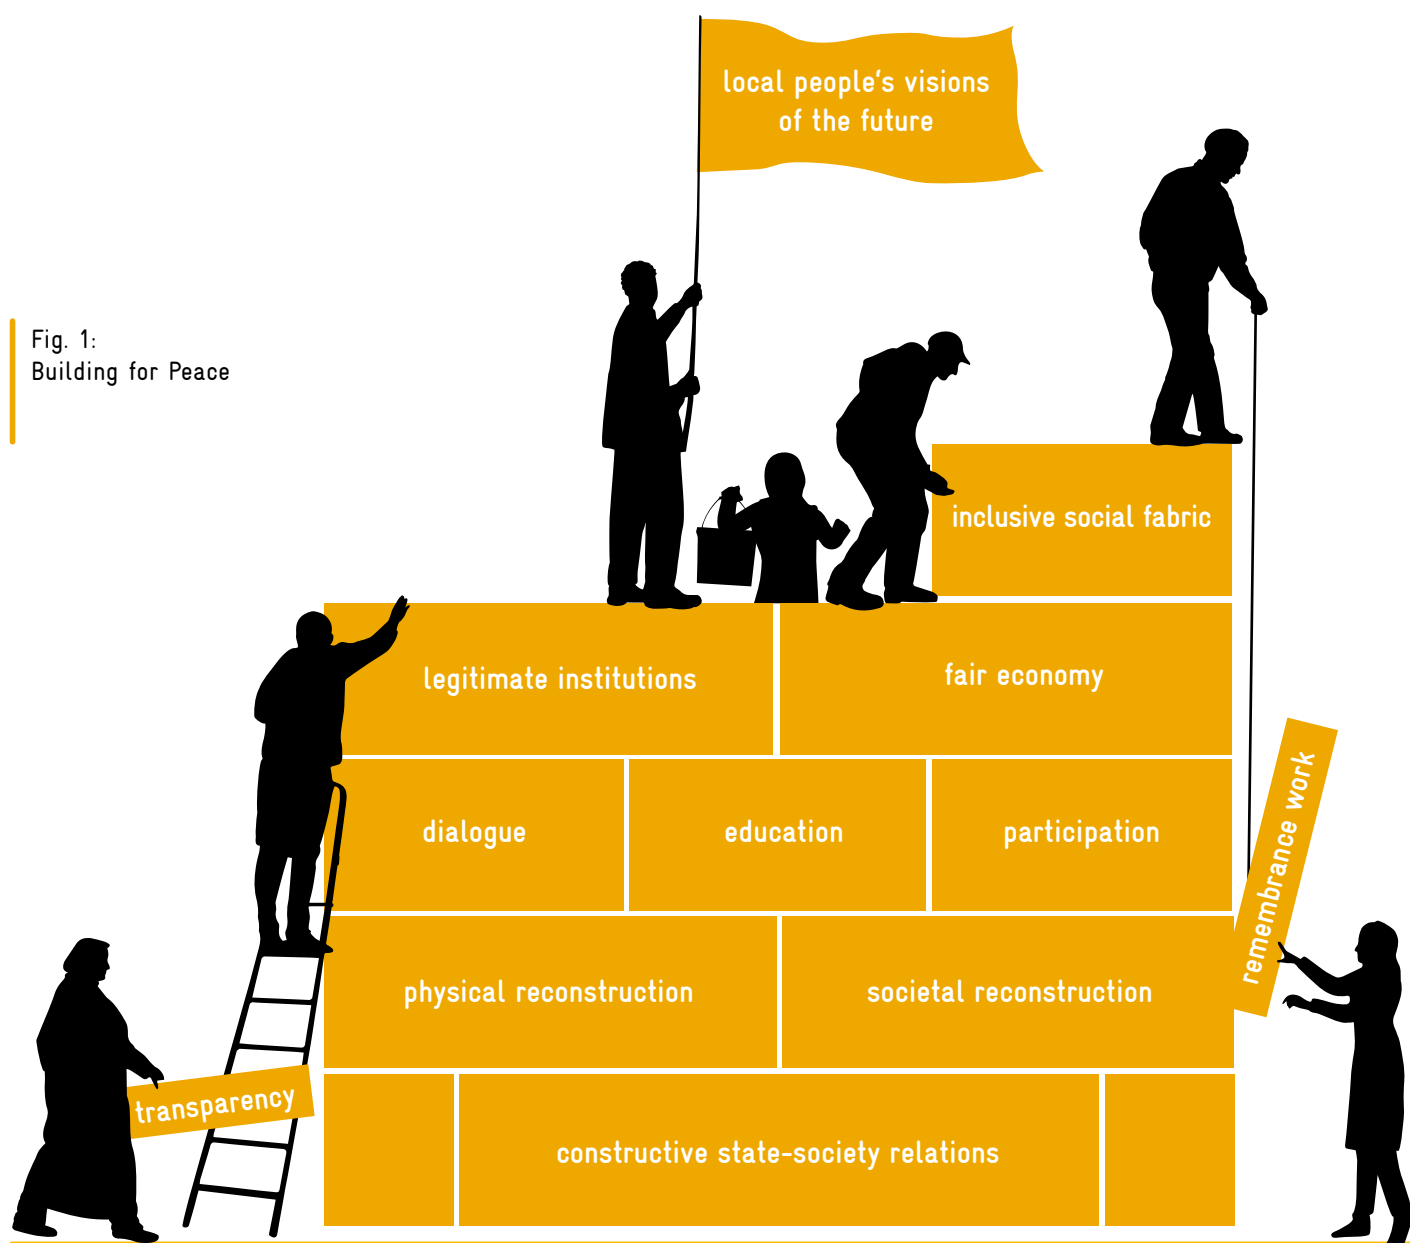 local people's visions
of the future
Fig. 1:
Building for Peace
inclusive social fabric
legitimate institutions
fair economy
dialogue
education
participation
remembrance work
physical reconstruction
societal reconstruction
transparency
constructive state-society relations